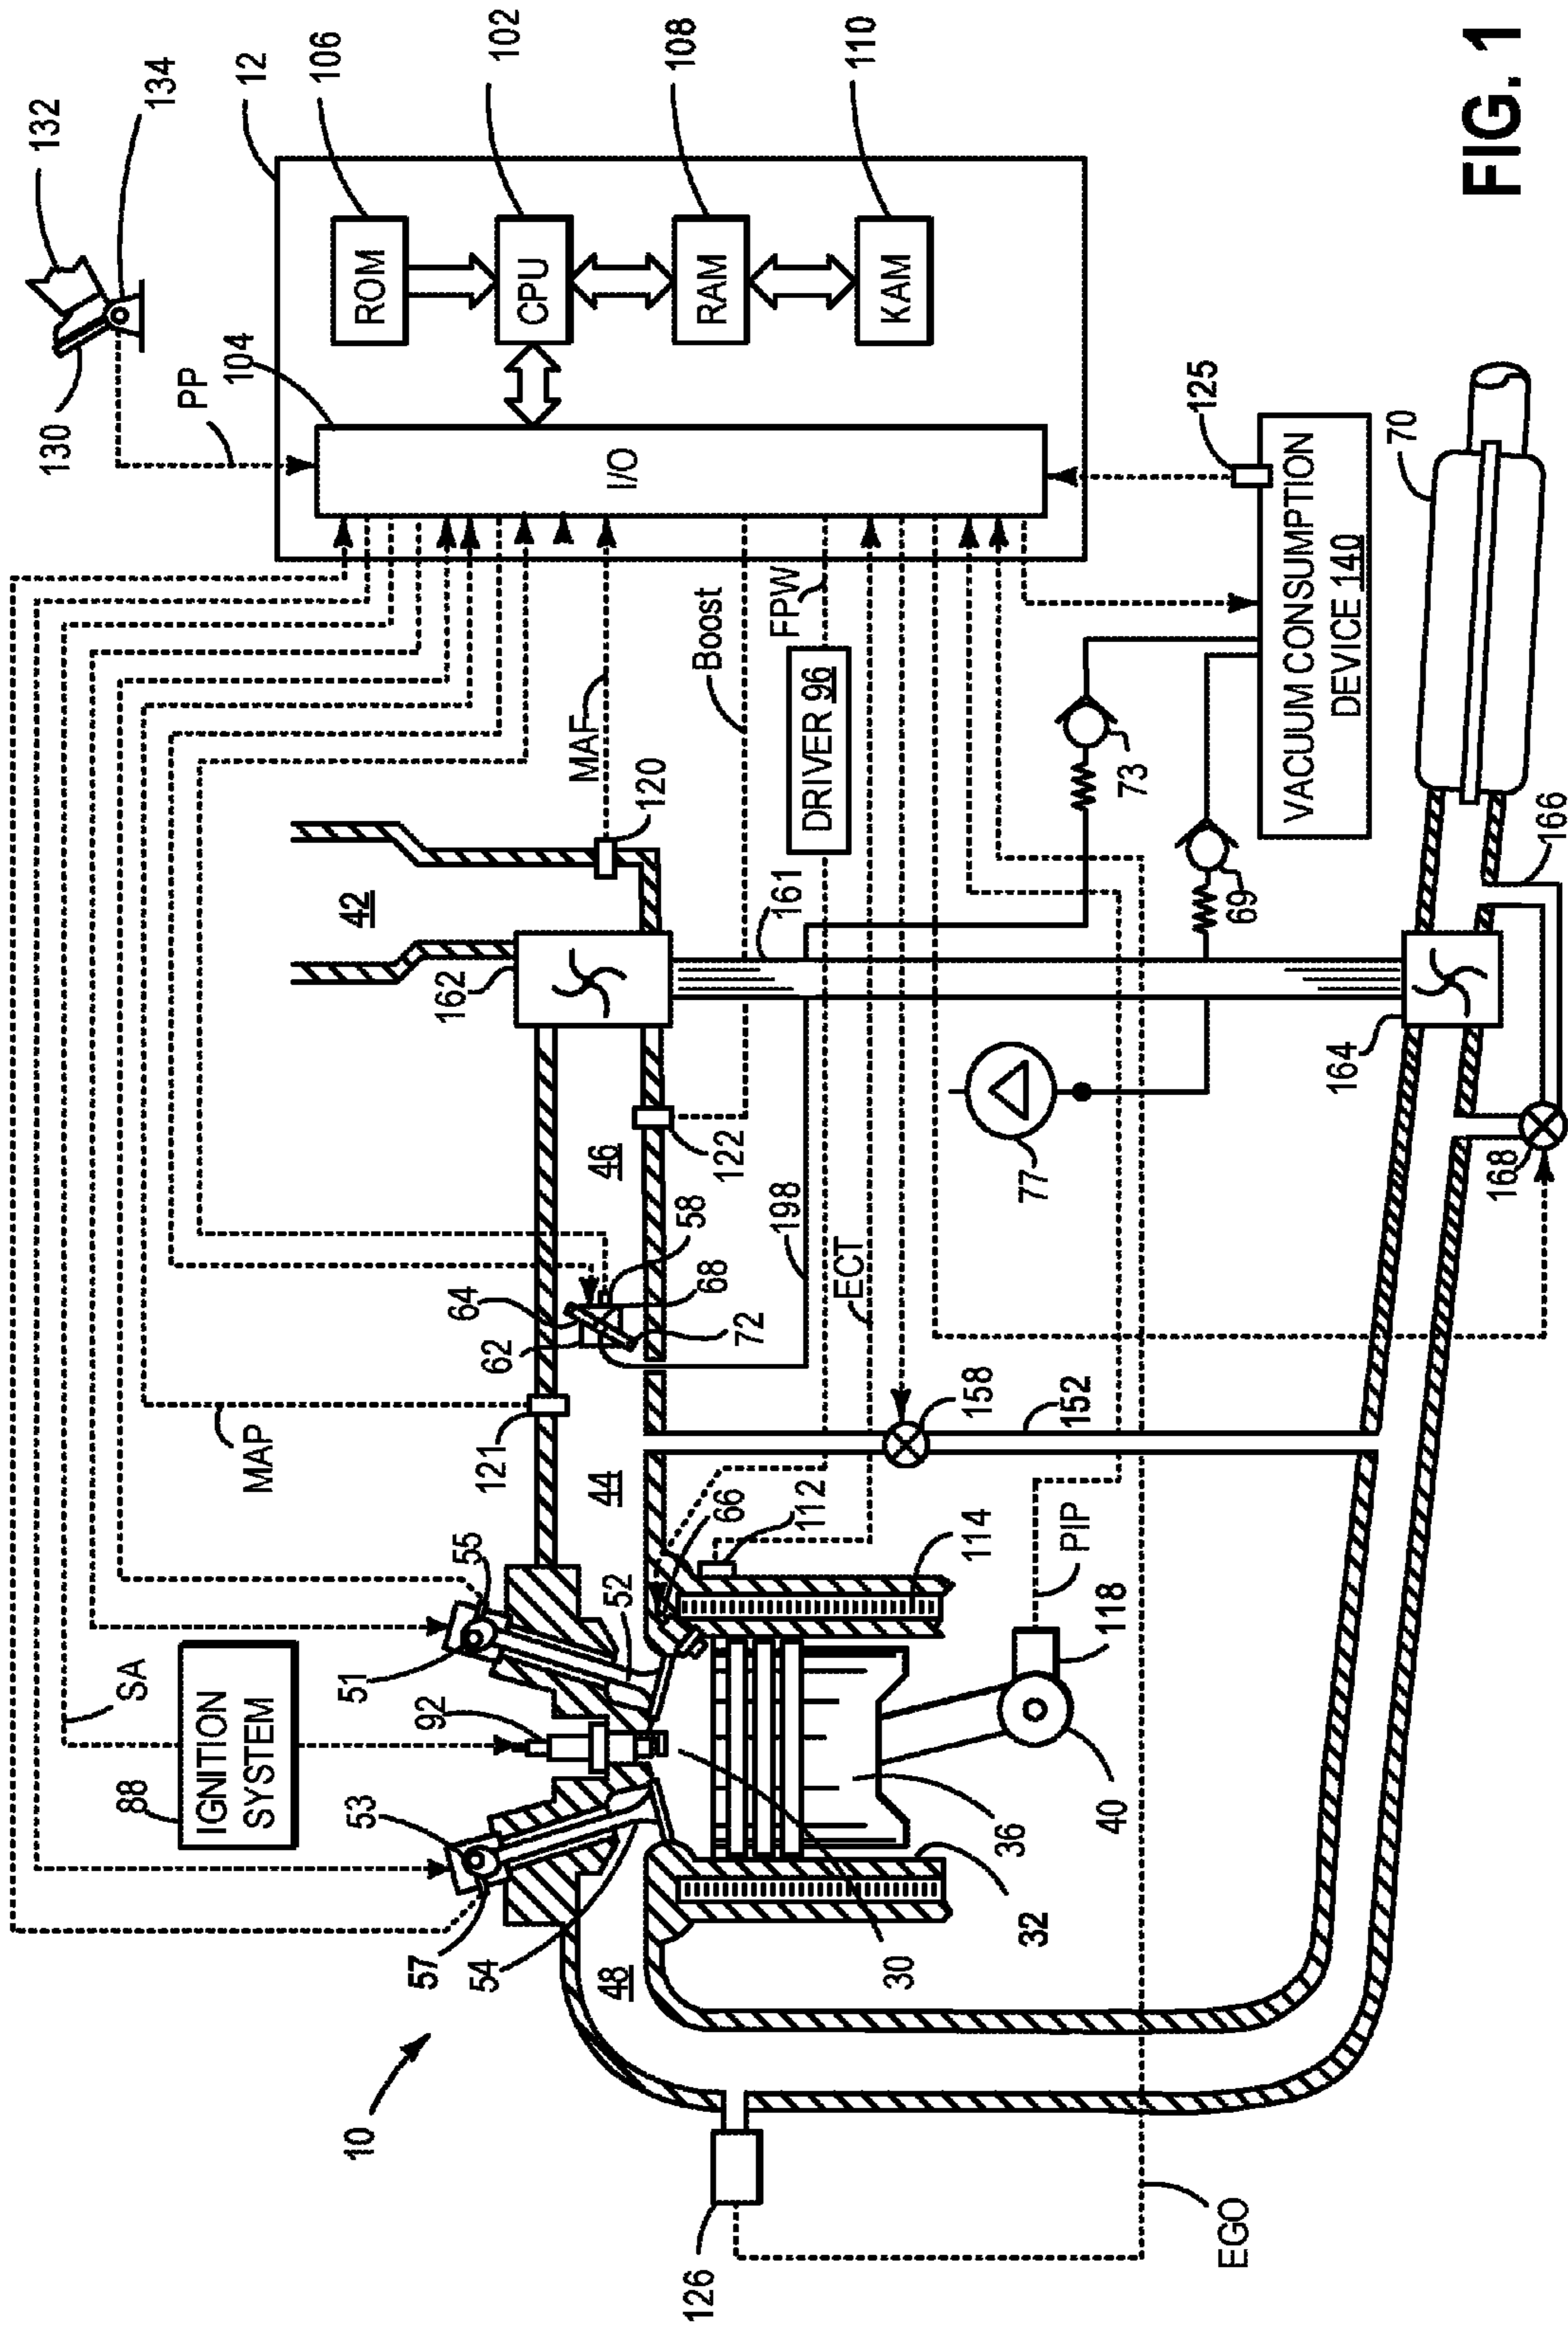 FIG. 1
132
134
130
PP
12
104
106
102
108
110
ROM
CPU
RAM
KAM
I/O
125
VACUUM CONSUMPTION
DEVICE 140
70
MAF
Boost
FPW
DRIVER 96
73
69
166
120
42
161
162
164
168
77
122
46
198
58
68
72
64
62
ECT
158
152
121
MAP
44
66
112
114
PIP
118
55
52
51
SA
IGNITION
SYSTEM
88
92
53
57
54
48
40
36
32
30
10
126
EGO